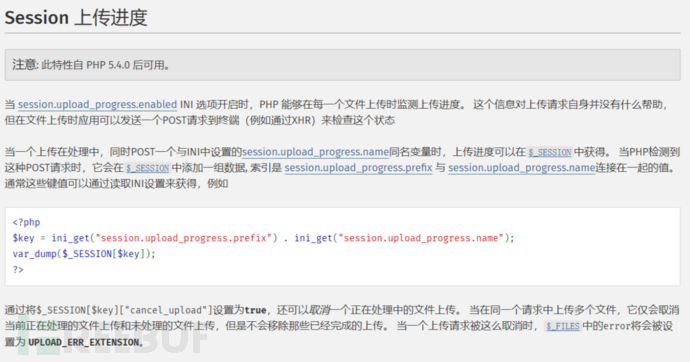 Session 上传进度
注意: 此特性自 PHP 5.4.0 后可用。
当 session.upload_progress.enabled INI 选项开启时，PHP 能够在每一个文件上传时监测上传进度。 这个信息对上传请求自身并没有什么帮助，
但在文件上传时应用可以发送一个POST请求到终端（例如通过XHR）来检查这个状态
当一个上传在处理中，同时POST一个与INI中设置的session.upload_progress.name同名变量时，上传进度可以在 $_SESSION 中获得。 当PHP检测到
这种POST请求时，它会在 $_SESSION 中添加一组数据, 索引是 session.upload_progress.prefix 与 session.upload_progress.name连接在一起的值。
通常这些键值可以通过读取INI设置来获得，例如
<?php
$key = ini_get("session.upload_progress.prefix") . ini_get("session.upload_progress.name");
var_dump($_SESSION[$key]);
?>
通过将$_SESSION[$key]["cancel_upload"]设置为true，还可以取消一个正在处理中的文件上传。 当在同一个请求中上传多个文件，它仅会取消
当前正在处理的文件上传和未处理的文件上传，但是不会移除那些已经完成的上传。 当一个上传请求被这么取消时， $_FILES 中的error将会被设
置为 UPLOAD_ERR_EXTENSION。
REEBUF